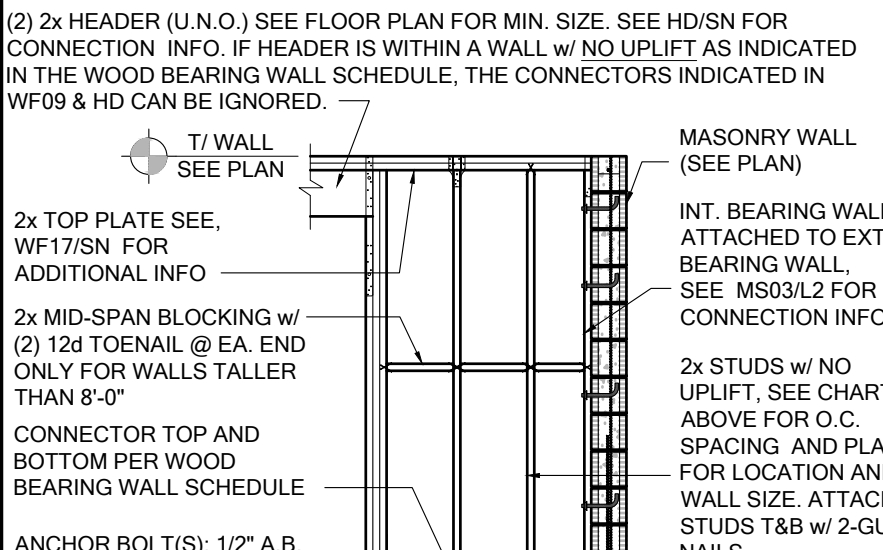 (2) 2x HEADER (U.N.O.) SEE FLOOR PLAN FOR MIN. SIZE. SEE HD/SN FOR
CONNECTION INFO. IF HEADER IS WITHIN A WALL w/ NO UPLIFT AS INDICATED
IN THE WOOD BEARING WALL SCHEDULE, THE CONNECTORS INDICATED IN
WF09 & HD CAN BE IGNORED.
T/ WALL
SEE PLAN
2x TOP PLATE SEE,
WF17/SN FOR
ADDITIONAL INFO
2x MID-SPAN BLOCKING w/
(2) 12d TOENAIL @ EA. END
ONLY FOR WALLS TALLER
THAN 8'-0"
CONNECTOR TOP AND
BOTTOM PER WOOD
BEARING WALL SCHEDULE
ANCHOR BOLT(S): 1/2" A.B.
MASONRY WALL
(SEE PLAN)
INT. BEARING WALL
ATTACHED TO EXT
BEARING WALL,
SEE MS03/L2 FOR
CONNECTION INFO
2x STUDS w/ NO
UPLIFT, SEE CHART
ABOVE FOR O.C.
SPACING AND PLA
FOR LOCATION AN
WALL SIZE. ATTAC
STUDS T&B w/ 2-GU
NAILS